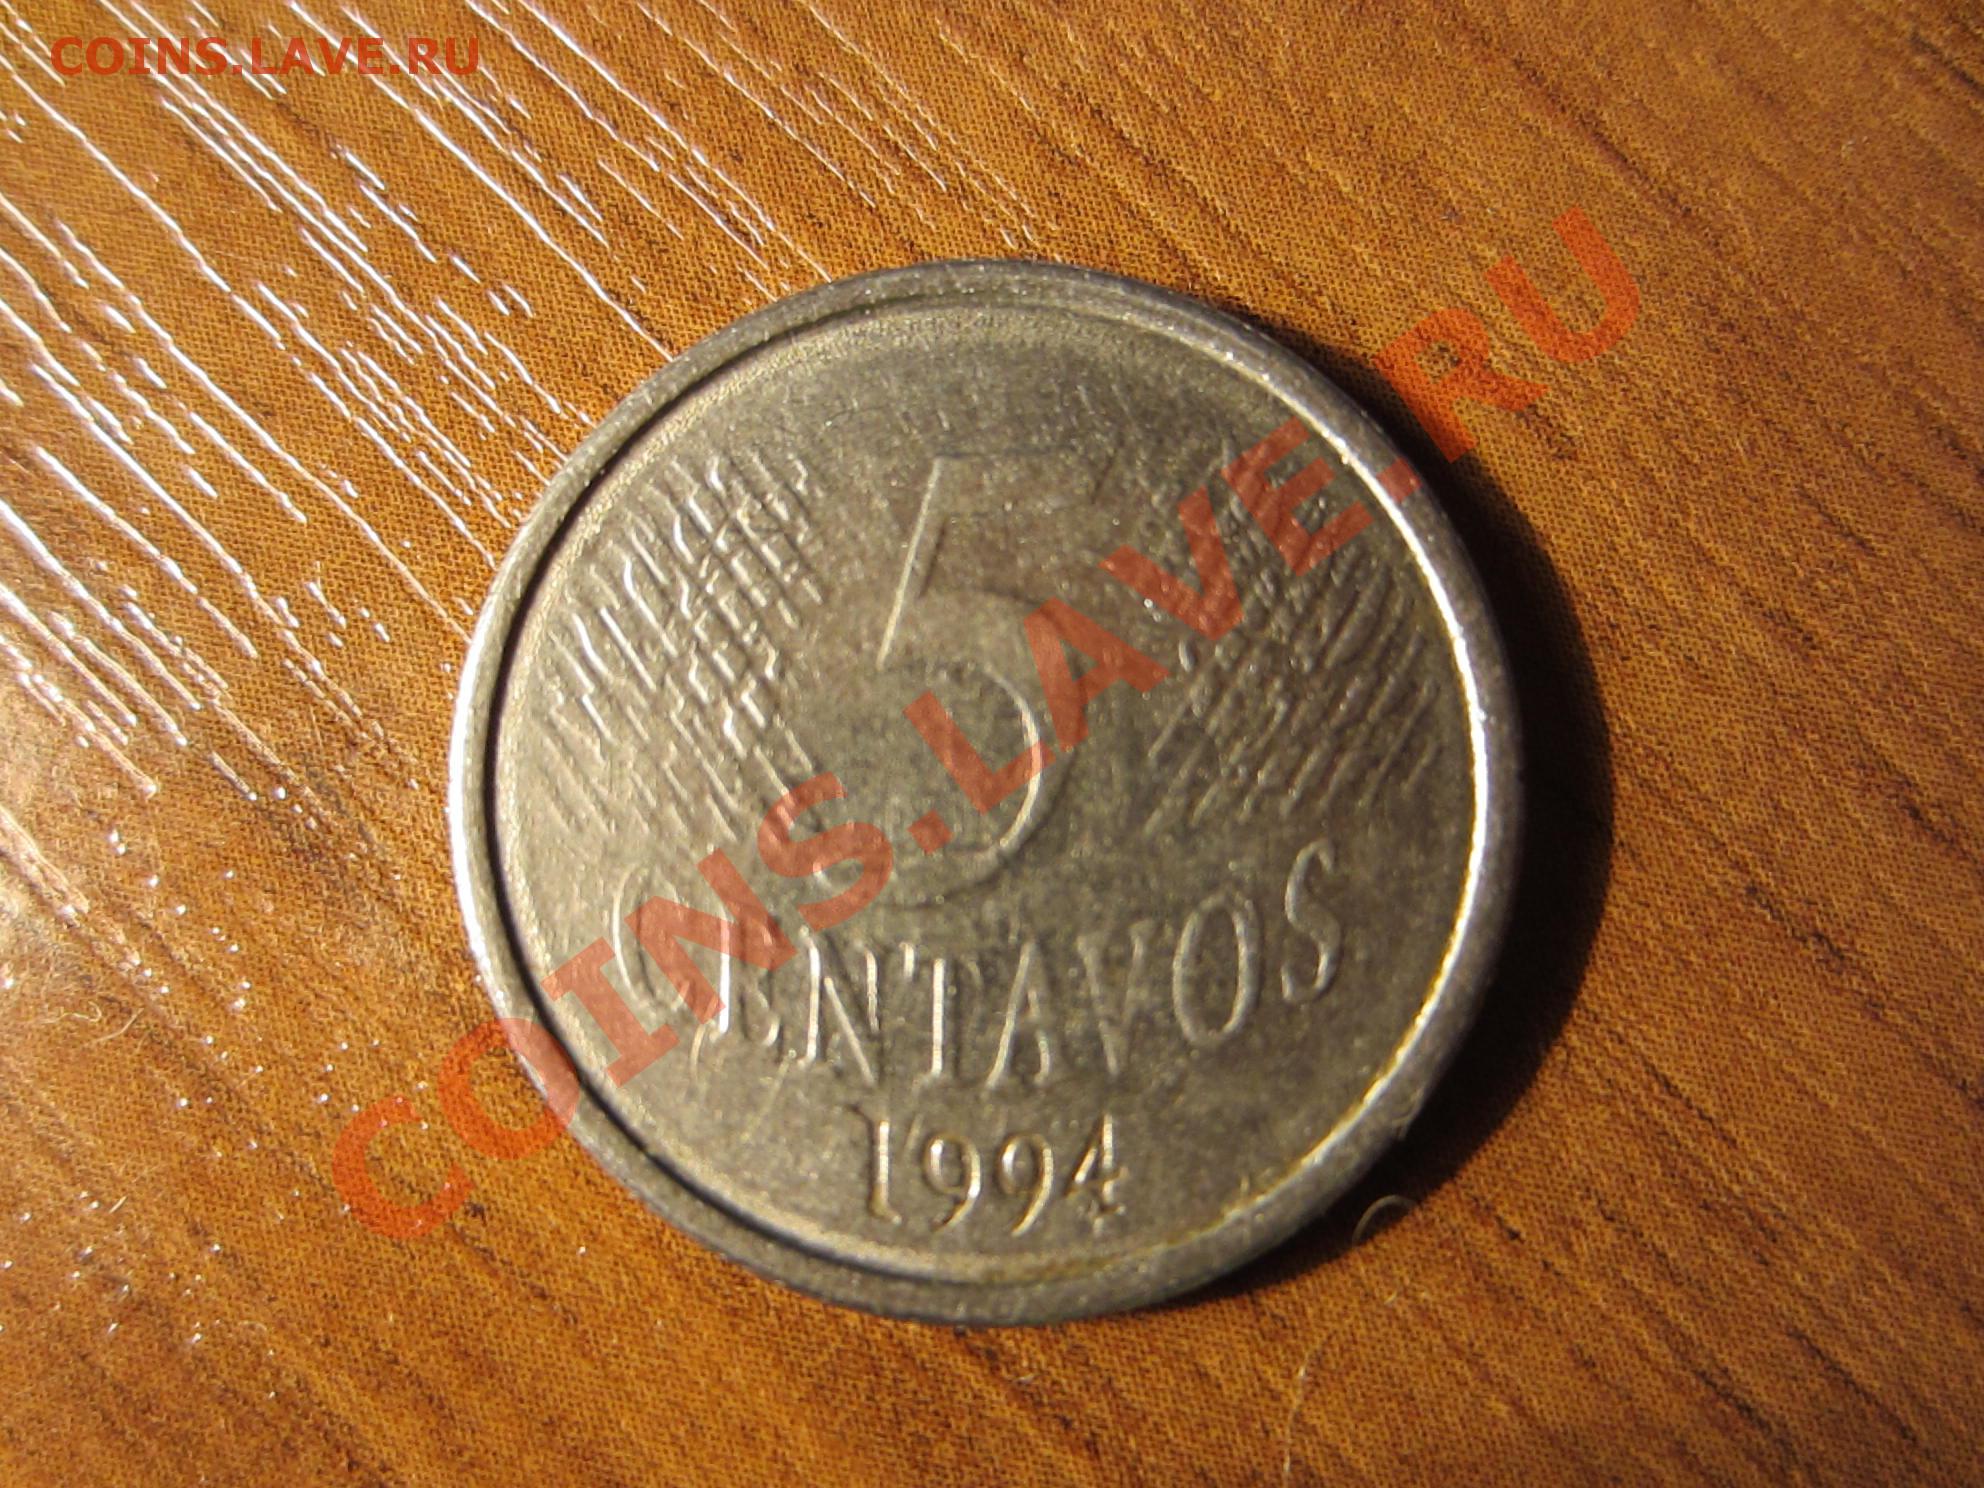 COINS.LAVE.RU
COINS.LAVE.RU
5
CENTAVOS
1994